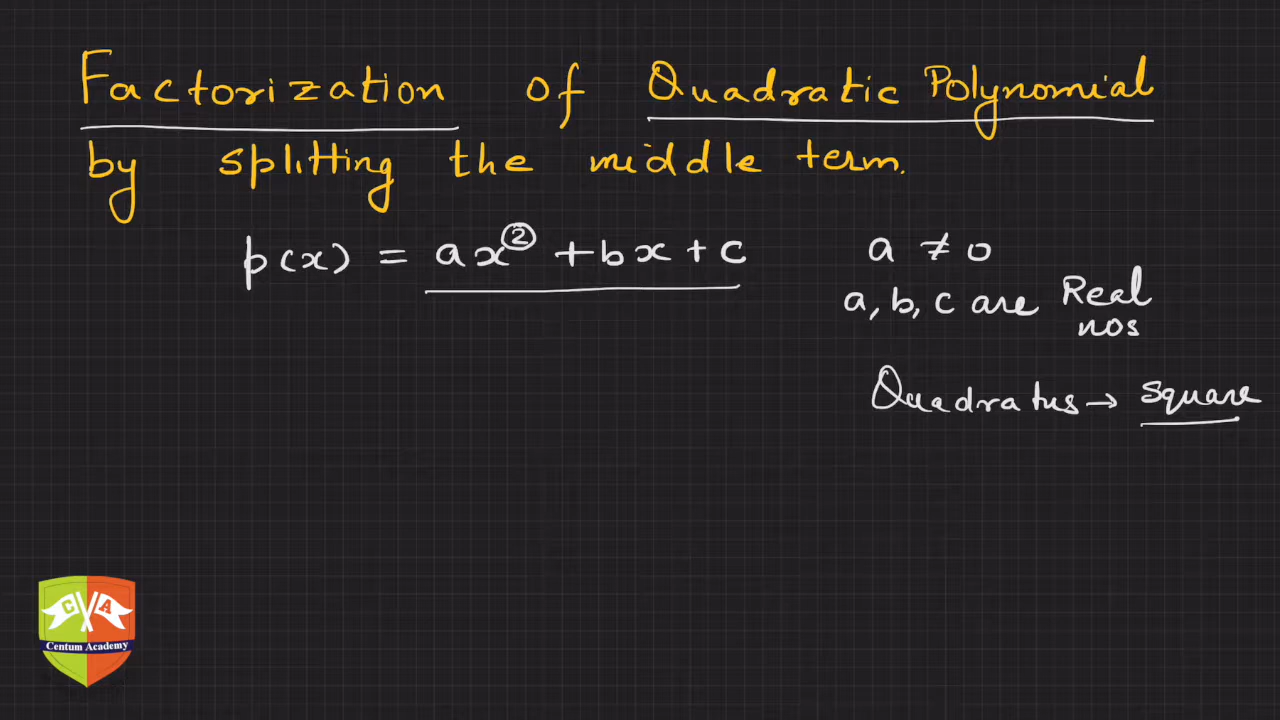 Factorization of Quadratic Polynomial
by splitting the middle term.
p(x) = ax² + bx + c a ≠ 0
a, b, c are Real
nos
Quadratus → square
C A
Centum Academy